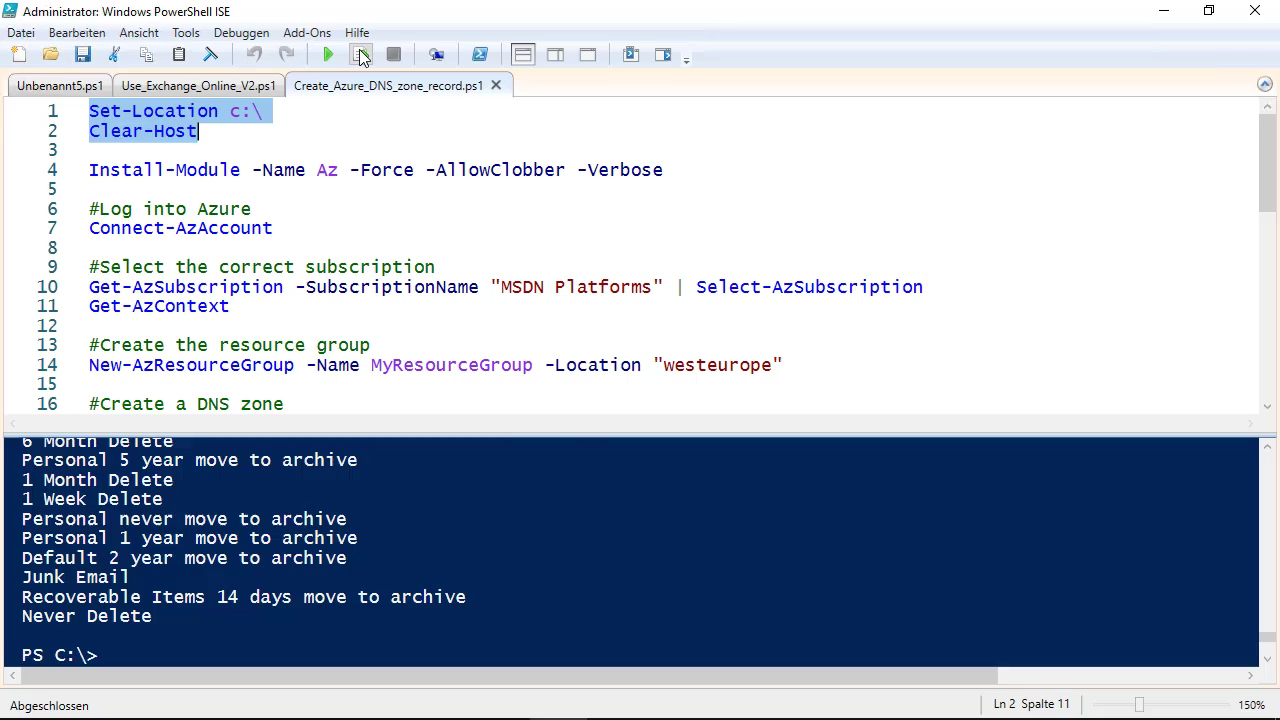 Administrator: Windows PowerShell ISE
Datei Bearbeiten Ansicht Tools Debuggen Add-Ons Hilfe
Unbenannt5.ps1 Use_Exchange_Online_V2.ps1 Create_Azure_DNS_zone_record.ps1
1 Set-Location c:\
2 Clear-Host
3
4 Install-Module -Name Az -Force -AllowClobber -Verbose
5
6 #Log into Azure
7 Connect-AzAccount
8
9 #Select the correct subscription
10 Get-AzSubscription -SubscriptionName "MSDN Platforms" | Select-AzSubscription
11 Get-AzContext
12
13 #Create the resource group
14 New-AzResourceGroup -Name MyResourceGroup -Location "westeurope"
15
16 #Create a DNS zone
6 Month Delete
Personal 5 year move to archive
1 Month Delete
1 Week Delete
Personal never move to archive
Personal 1 year move to archive
Default 2 year move to archive
Junk Email
Recoverable Items 14 days move to archive
Never Delete
PS C:\>
Abgeschlossen Ln 2 Spalte 11 150%